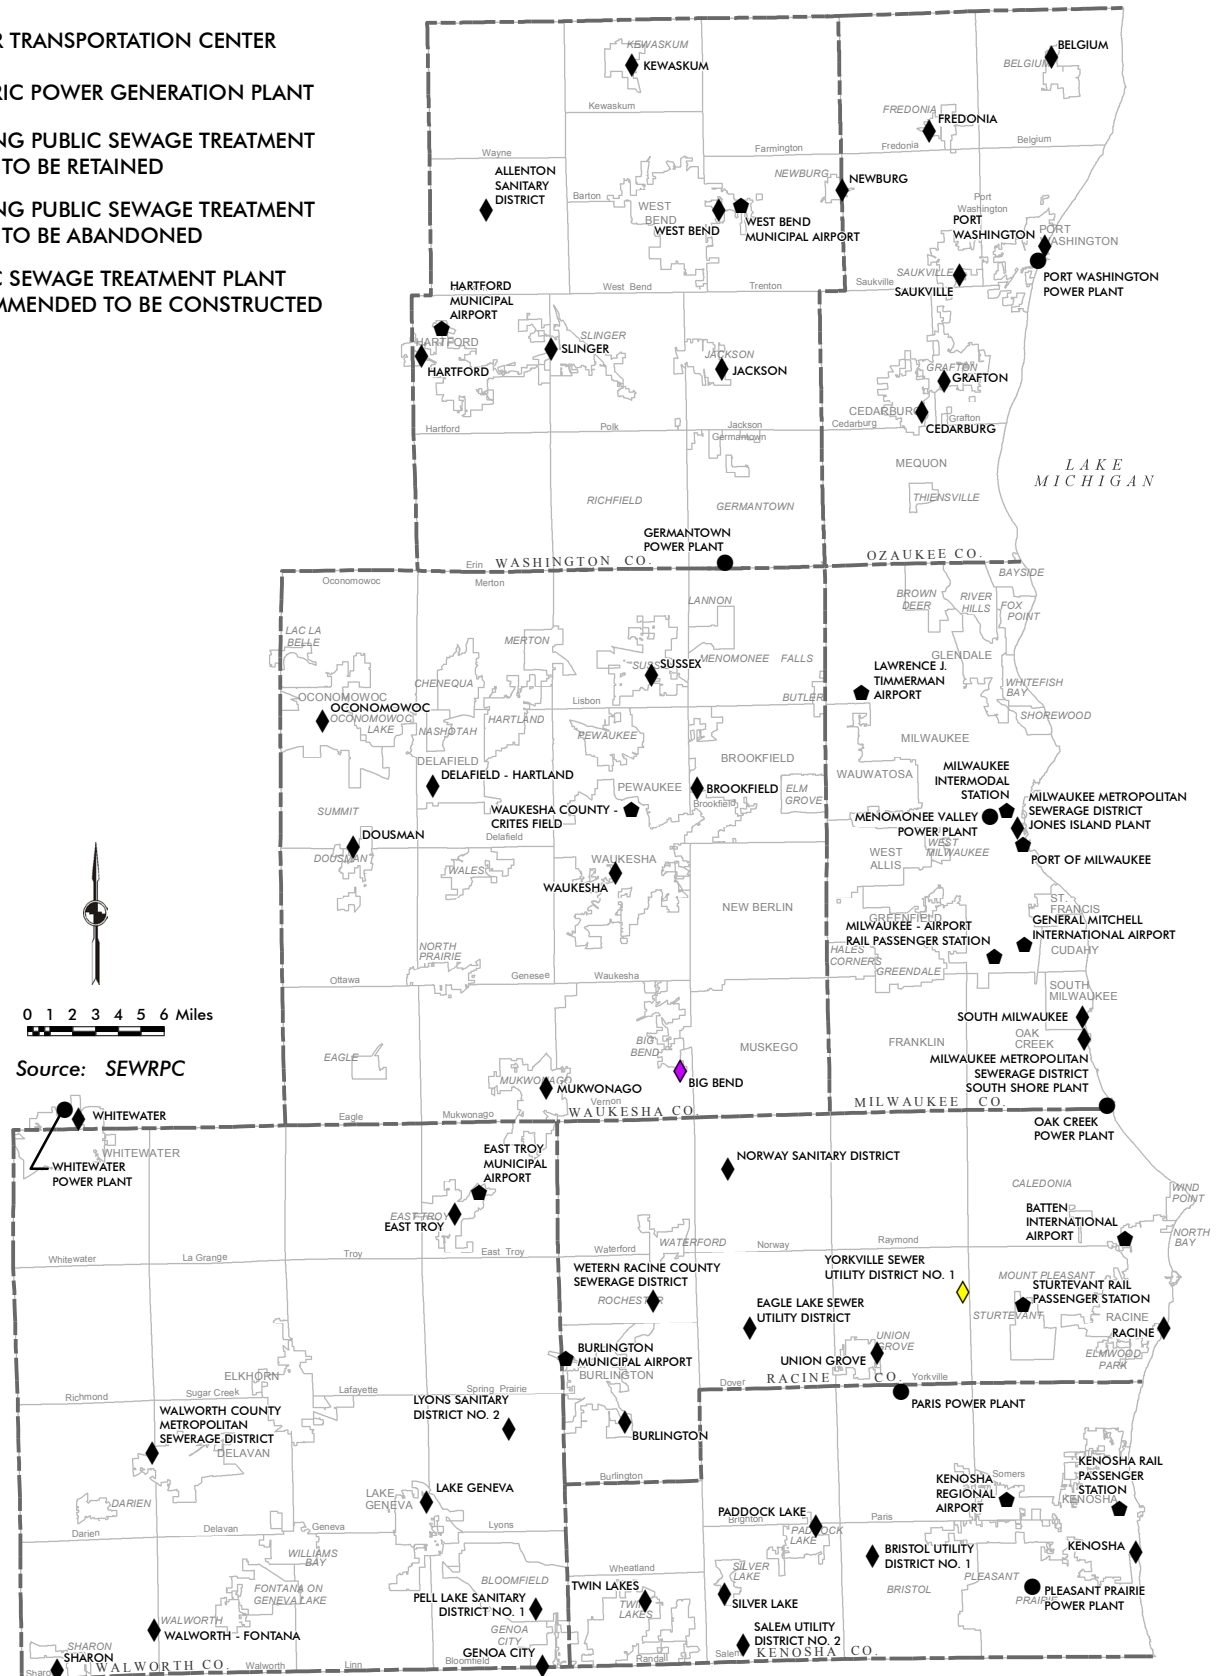 R TRANSPORTATION CENTER
RIC POWER GENERATION PLANT
NG PUBLIC SEWAGE TREATMENT
TO BE RETAINED
NG PUBLIC SEWAGE TREATMENT
TO BE ABANDONED
C SEWAGE TREATMENT PLANT
MMENDED TO BE CONSTRUCTED
KEWASKUM
KEWASKUM
Kewaskum
BELGIUM
BELGIUM
FREDONIA
FREDONIA
Wayne
Farmington
Fredonia
Belgium
ALLENTON
SANITARY
DISTRICT
Barton
WEST
BEND
WEST BEND
WEST BEND
MUNICIPAL AIRPORT
NEWBURG
NEWBURG
Port
Washington
PORT
WASHINGTON
PORT
WASHINGTON
SAUKVILLE
SAUKVILLE
PORT WASHINGTON
POWER PLANT
HARTFORD
MUNICIPAL
AIRPORT
West Bend
Trenton
Saukville
HARTFORD
HARTFORD
SLINGER
SLINGER
JACKSON
JACKSON
GRAFTON
GRAFTON
CEDARBURG
Grafton
CEDARBURG
Hartford
Polk
Jackson
Germantown
Cedarburg
MEQUON
THIENSVILLE
LAKE
MICHIGAN
RICHFIELD
GERMANTOWN
GERMANTOWN
POWER PLANT
Erin
WASHINGTON CO.
OZAUKEE CO.
Oconomowoc
Merton
BAYSIDE
LANNON
BROWN
DEER
RIVER
HILLS
FOX
POINT
LAC LA
BELLE
MERTON
SUSSEX
MENOMONEE FALLS
GLENDALE
CHENEQUA
LAWRENCE J.
TIMMERMAN
AIRPORT
WHITEFISH
BAY
OCONOMOWOC
OCONOMOWOC
OCONOMOWOC
LAKE
NASHOTAH
HARTLAND
Lisbon
BUTLER
SHOREWOOD
PEWAUKEE
MILWAUKEE
DELAFIELD
DELAFIELD - HARTLAND
PEWAUKEE
BROOKFIELD
BROOKFIELD
Brookfield
ELM
GROVE
WAUWATOSA
MILWAUKEE
INTERMODAL
STATION
MILWAUKEE METROPOLITAN
SEWERAGE DISTRICT
JONES ISLAND PLANT
SUMMIT
WAUKESHA COUNTY -
CRITES FIELD
MENOMONEE VALLEY
POWER PLANT
DOUSMAN
DOUSMAN
Delafield
WALES
WAUKESHA
WAUKESHA
WEST
ALLIS
WEST
MILWAUKEE
PORT OF MILWAUKEE
NEW BERLIN
ST.
FRANCIS
GREENFIELD
MILWAUKEE - AIRPORT
RAIL PASSENGER STATION
GENERAL MITCHELL
INTERNATIONAL AIRPORT
HALES
CORNERS
GREENDALE
CUDAHY
NORTH
PRAIRIE
Ottawa
Genesee
Waukesha
0 1 2 3 4 5 6 Miles
Source: SEWRPC
SOUTH
MILWAUKEE
SOUTH MILWAUKEE
BIG
BEND
MUSKEGO
FRANKLIN
OAK
CREEK
EAGLE
MUKWONAGO
MUKWONAGO
BIG BEND
MILWAUKEE METROPOLITAN
SEWERAGE DISTRICT
SOUTH SHORE PLANT
Vernon
Eagle
Mukwonago
WAUKESHA CO.
MILWAUKEE CO.
OAK CREEK
POWER PLANT
WHITEWATER
WHITEWATER
WHITEWATER
POWER PLANT
EAST TROY
MUNICIPAL
AIRPORT
EAST TROY
EAST TROY
NORWAY SANITARY DISTRICT
CALEDONIA
WIND
POINT
BATTEN
INTERNATIONAL
AIRPORT
NORTH
BAY
Whitewater
La Grange
Troy
East Troy
Waterford
WATERFORD
Norway
Raymond
WETERN RACINE COUNTY
SEWERAGE DISTRICT
ROCHESTER
YORKVILLE SEWER
UTILITY DISTRICT NO. 1
MOUNT PLEASANT
STURTEVANT RAIL
PASSENGER STATION
STURTEVANT
EAGLE LAKE SEWER
UTILITY DISTRICT
RACINE
RACINE
UNION
GROVE
UNION GROVE
ELMWOOD
PARK
BURLINGTON
MUNICIPAL AIRPORT
BURLINGTON
ELKHORN
Richmond
Sugar Creek
Lafayette
Spring Prairie
Dover
RACINE CO.
Yorkville
PARIS POWER PLANT
WALWORTH COUNTY
METROPOLITAN
SEWERAGE DISTRICT
DELAVAN
LYONS SANITARY
DISTRICT NO. 2
BURLINGTON
Burlington
LAKE
GENEVA
LAKE GENEVA
DARIEN
Darien
Delavan
Geneva
Lyons
Somers
KENOSHA
REGIONAL
AIRPORT
KENOSHA RAIL
PASSENGER
STATION
KENOSHA
PADDOCK LAKE
Brighton
PADDOCK
LAKE
Paris
BRISTOL UTILITY
DISTRICT NO. 1
KENOSHA
WILLIAMS
BAY
FONTANA ON
GENEVA LAKE
BLOOMFIELD
Wheatland
TWIN LAKES
TWIN
LAKES
SILVER
LAKE
SILVER LAKE
BRISTOL
PLEASANT
PRAIRIE
PLEASANT PRAIRIE
POWER PLANT
PELL LAKE SANITARY
DISTRICT NO. 1
WALWORTH
WALWORTH - FONTANA
GENOA
CITY
GENOA CITY
SALEM UTILITY
DISTRICT NO. 2
SHARON
SHARON
Sharon
WALWORTH CO.
Walworth
Linn
Bloomfield
Randall
Salem
KENOSHA CO.